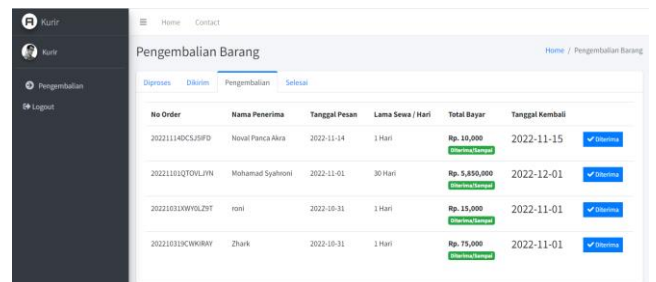 Kurir
Home Contact
Kurir
Pengembalian Barang
Home / Pengembalian Barang
Pengembalian
Logout
Diproses Dikirim Pengembalian Selesai
No Order Nama Penerima Tanggal Pesan Lama Sewa / Hari Total Bayar Tanggal Kembali
20221114DCSJ5IFD Noval Panca Akra 2022-11-14 1 Hari Rp. 10,000 2022-11-15 Diterima
Diterima/Sampai
20221101QTOVLJYN Mohamad Syahroni 2022-11-01 30 Hari Rp. 5,850,000 2022-12-01 Diterima
Diterima/Sampai
20221031XWY0LZ9T roni 2022-10-31 1 Hari Rp. 15,000 2022-11-01 Diterima
Diterima/Sampai
202210319CWKIRAY Zhark 2022-10-31 1 Hari Rp. 75,000 2022-11-01 Diterima
Diterima/Sampai